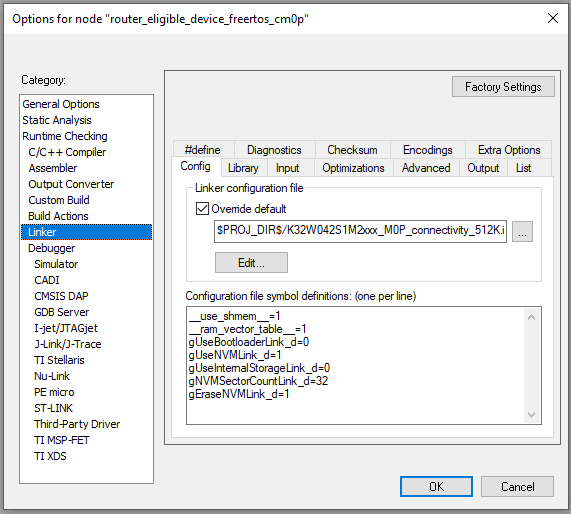 Options for node "router_eligible_device_freertos_cm0p"
Category:
Factory Settings
General Options
Static Analysis
Runtime Checking
C/C++ Compiler
Assembler
Output Converter
Custom Build
Build Actions
Linker
Debugger
Simulator
CADI
CMSIS DAP
GDB Server
I-jet/JTAGjet
J-Link/J-Trace
TI Stellaris
Nu-Link
PE micro
ST-LINK
Third-Party Driver
TI MSP-FET
TI XDS
#define Diagnostics Checksum Encodings Extra Options
Config Library Input Optimizations Advanced Output List
Linker configuration file
Override default
$PROJ_DIR$/K32W042S1M2xxx_M0P_connectivity_512K.i
...
Edit...
Configuration file symbol definitions: (one per line)
__use_shmem__=1
__ram_vector_table__=1
gUseBootloaderLink_d=0
gUseNVMLink_d=1
gUseInternalStorageLink_d=0
gNVMSectorCountLink_d=32
gEraseNVMLink_d=1
OK Cancel